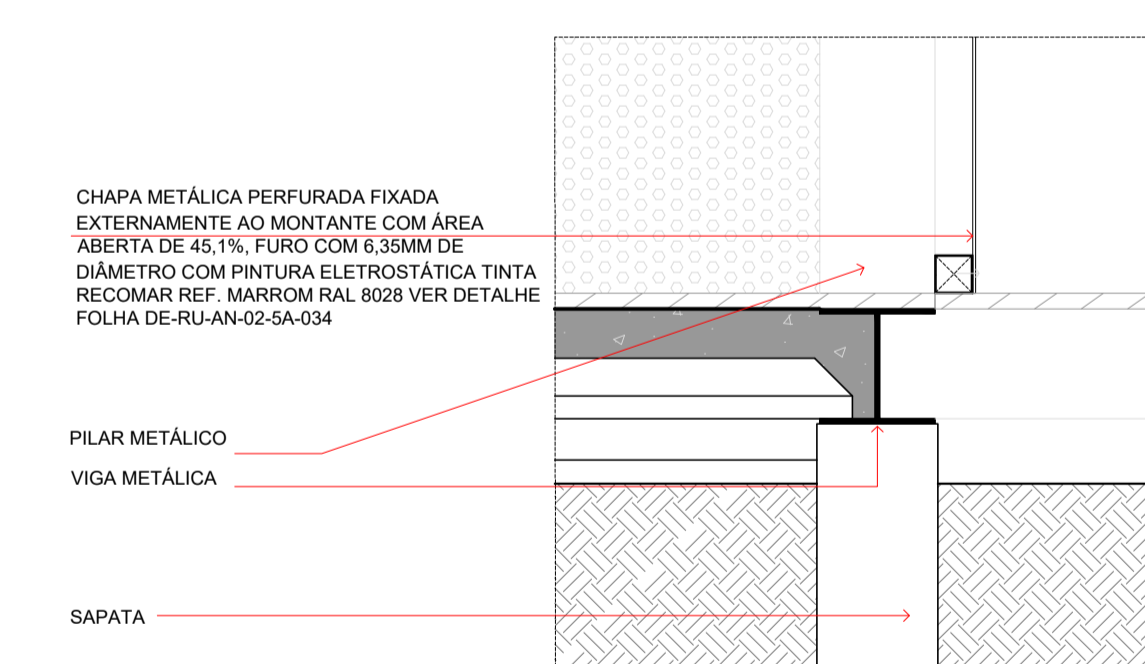 CHAPA METÁLICA PERFURADA FIXADA
EXTERNAMENTE AO MONTANTE COM ÁREA
ABERTA DE 45,1%, FURO COM 6,35MM DE
DIÂMETRO COM PINTURA ELETROSTÁTICA TINTA
RECOMAR REF. MARROM RAL 8028 VER DETALHE
FOLHA DE-RU-AN-02-5A-034
PILAR METÁLICO
VIGA METÁLICA
SAPATA